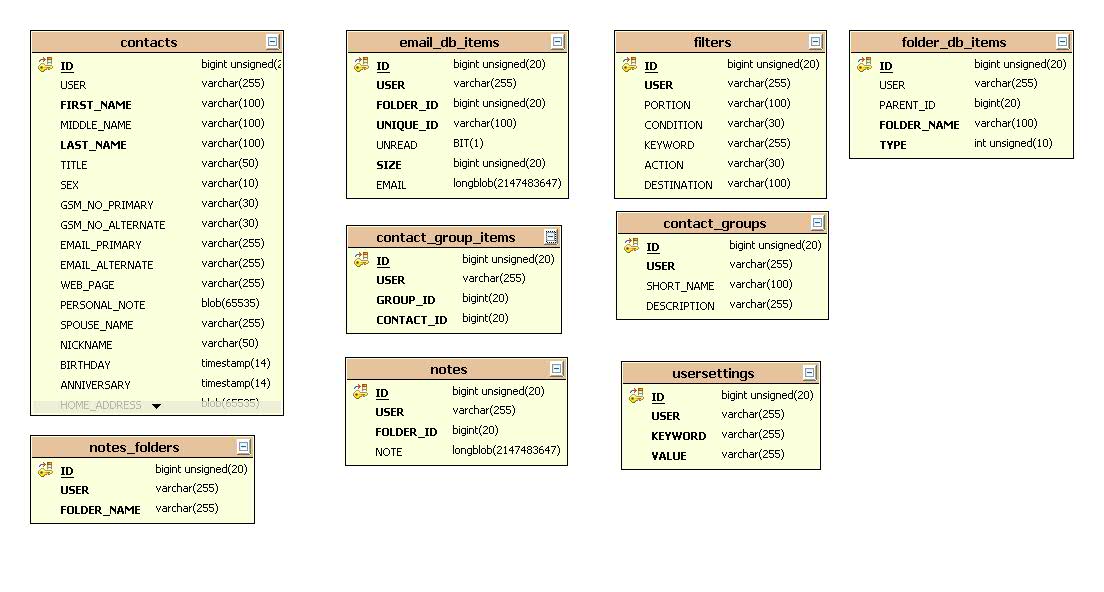 contacts
ID bigint unsigned(2
USER varchar(255)
FIRST_NAME varchar(100)
MIDDLE_NAME varchar(100)
LAST_NAME varchar(100)
TITLE varchar(50)
SEX varchar(10)
GSM_NO_PRIMARY varchar(30)
GSM_NO_ALTERNATE varchar(30)
EMAIL_PRIMARY varchar(255)
EMAIL_ALTERNATE varchar(255)
WEB_PAGE varchar(255)
PERSONAL_NOTE blob(65535)
SPOUSE_NAME varchar(255)
NICKNAME varchar(50)
BIRTHDAY timestamp(14)
ANNIVERSARY timestamp(14)
HOME_ADDRESS blob(65535)
email_db_items
ID bigint unsigned(20)
USER varchar(255)
FOLDER_ID bigint unsigned(20)
UNIQUE_ID varchar(100)
UNREAD BIT(1)
SIZE bigint unsigned(20)
EMAIL longblob(2147483647)
filters
ID bigint unsigned(20)
USER varchar(255)
PORTION varchar(100)
CONDITION varchar(30)
KEYWORD varchar(255)
ACTION varchar(30)
DESTINATION varchar(100)
folder_db_items
ID bigint unsigned(20)
USER varchar(255)
PARENT_ID bigint(20)
FOLDER_NAME varchar(100)
TYPE int unsigned(10)
contact_group_items
ID bigint unsigned(20)
USER varchar(255)
GROUP_ID bigint(20)
CONTACT_ID bigint(20)
contact_groups
ID bigint unsigned(20)
USER varchar(255)
SHORT_NAME varchar(100)
DESCRIPTION varchar(255)
notes
ID bigint unsigned(20)
USER varchar(255)
FOLDER_ID bigint(20)
NOTE longblob(2147483647)
usersettings
ID bigint unsigned(20)
USER varchar(255)
KEYWORD varchar(255)
VALUE varchar(255)
notes_folders
ID bigint unsigned(20)
USER varchar(255)
FOLDER_NAME varchar(255)